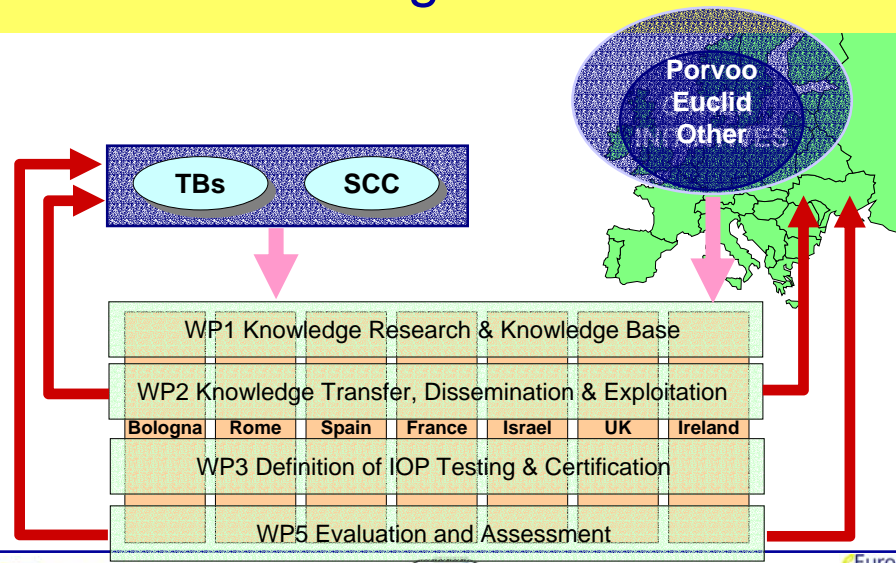 Porvoo
Euclid
Other
TBs
SCC
WP1 Knowledge Research & Knowledge Base
WP2 Knowledge Transfer, Dissemination & Exploitation
Bologna Rome Spain France Israel UK Ireland
WP3 Definition of IOP Testing & Certification
WP5 Evaluation and Assessment
Euro